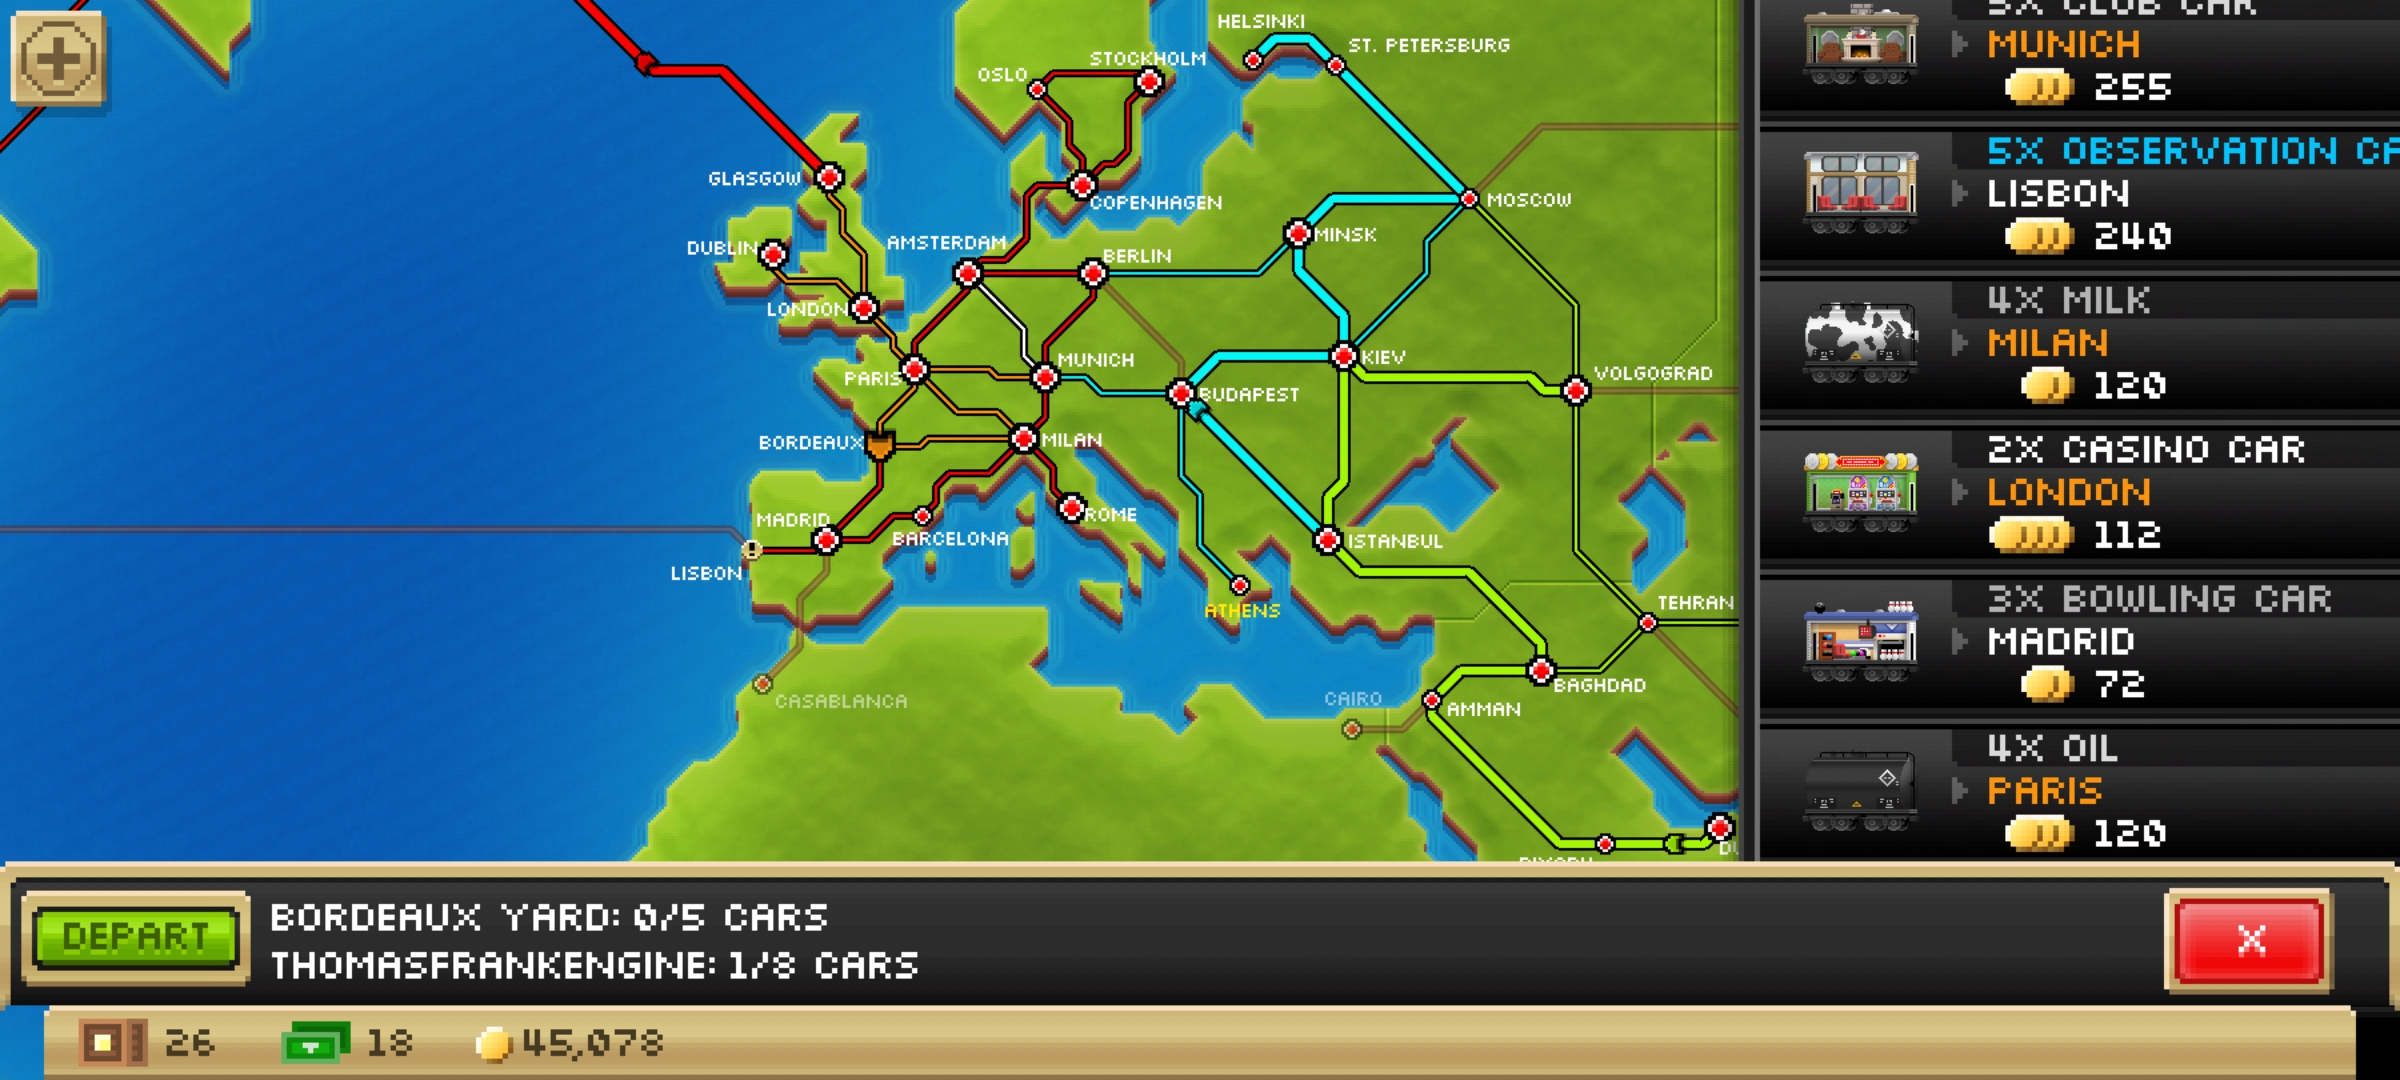 HELSINKI
ST. PETERSBURG
STOCKHOLM
OSLO
GLASGOW
COPENHAGEN
MOSCOW
MINSK
DUBLIN
AMSTERDAM
BERLIN
LONDON
MUNICH
KIEV
VOLGOGRAD
PARIS
BUDAPEST
BORDEAUX
MILAN
MADRID
ROME
BARCELONA
ISTANBUL
LISBON
ATHENS
TEHRAN
CASABLANCA
CAIRO
BAGHDAD
AMMAN
CLUB CAR
MUNICH
255
5X OBSERVATION
LISBON
240
4X MILK
MILAN
120
2X CASINO CAR
LONDON
112
3X BOWLING CAR
MADRID
72
4X OIL
PARIS
120
DEPART
BORDEAUX YARD: 0/5 CARS
THOMASFRANKENGINE: 1/8 CARS
X
26
18
45,078